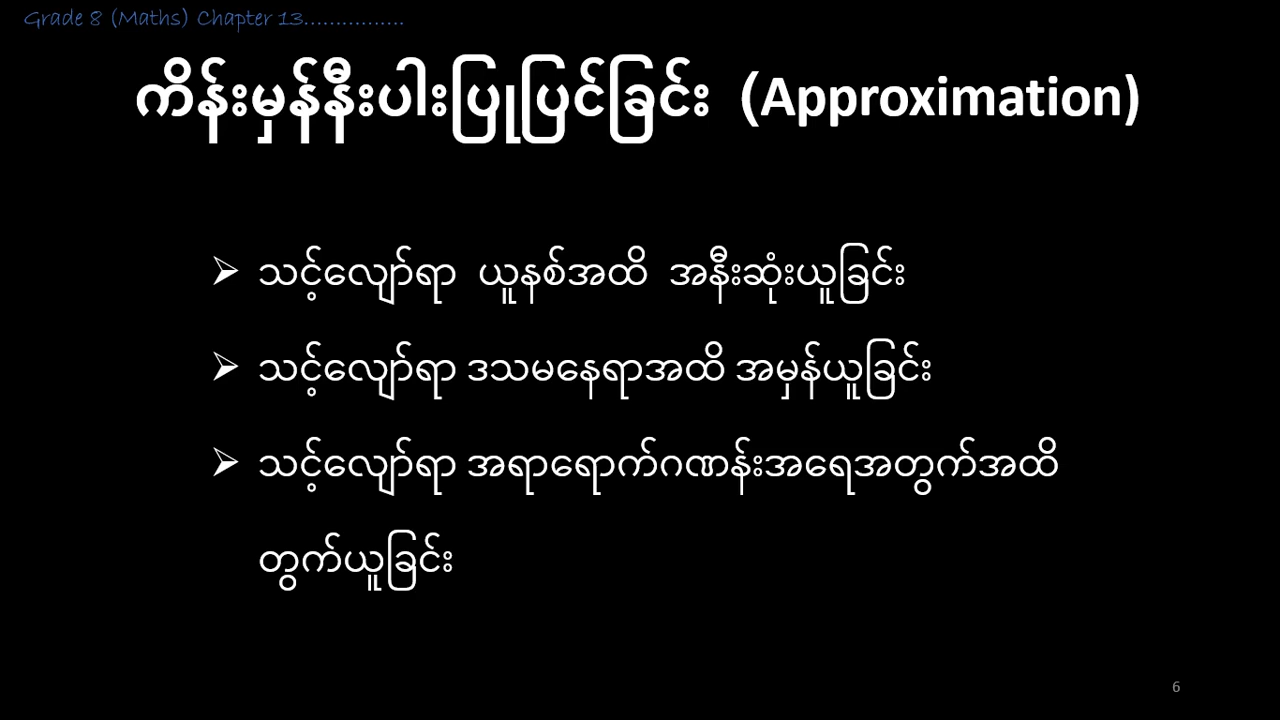 Grade 8 (Maths) Chapter 13................
ကိန်းမှန်နီးပါးပြုပြင်ခြင်း (Approximation)
➢ သင့်လျော်ရာ ယူနစ်အထိ အနီးဆုံးယူခြင်း
➢ သင့်လျော်ရာ ဒသမနေရာအထိ အမှန်ယူခြင်း
➢ သင့်လျော်ရာ အရာရောက်ဂဏန်းအရေအတွက်အထိ
တွက်ယူခြင်း
6